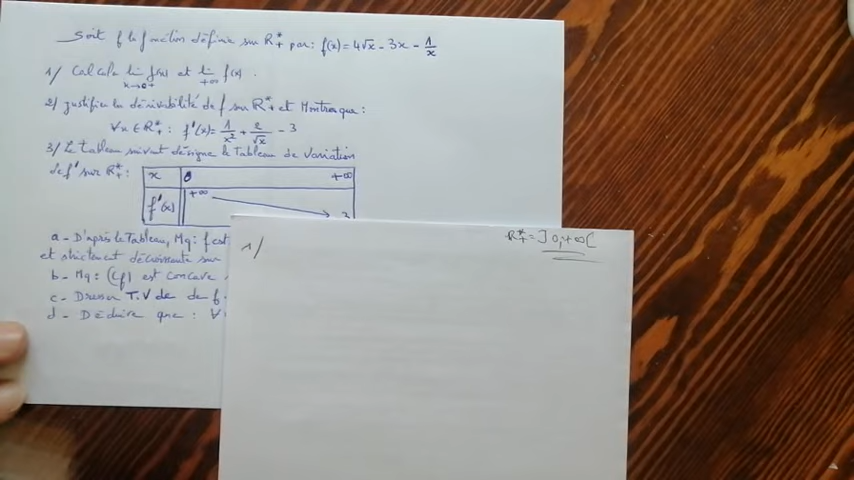 Soit f la fonction définie sur R*+ par: f(x) = 4√x - 3x - 1/x
1/ Calcule lim f(x) et lim f(x).
x→0+ +∞
2/ Justifier la dérivabilité de f sur R*+ et Montrer que:
∀x ∈ R*+: f'(x) = 1/x² + 2/√x - 3
3/ Le tableau suivant désigne le Tableau de Variation
de f' sur R*+:
x 0 +∞
f'(x) +∞
a - D'après le Tableau, Mq: f est
et strictement décroissante sur
b - Mq: (Cf) est concave
c - Dresser T.V de de f
d - Déduire que: ∀
1/
R*+ = ]0,+∞[